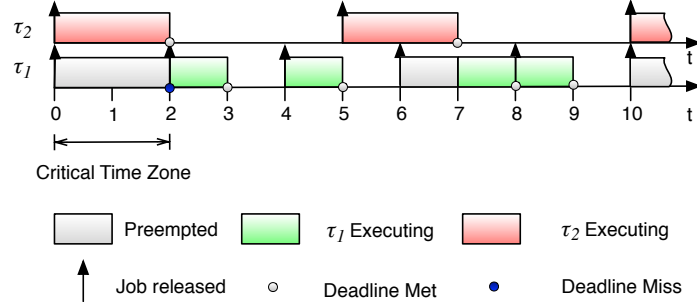 τ2
t
τ1
0 1 2 3 4 5 6 7 8 9 10 t
Critical Time Zone
Preempted τ1 Executing τ2 Executing
Job released Deadline Met Deadline Miss